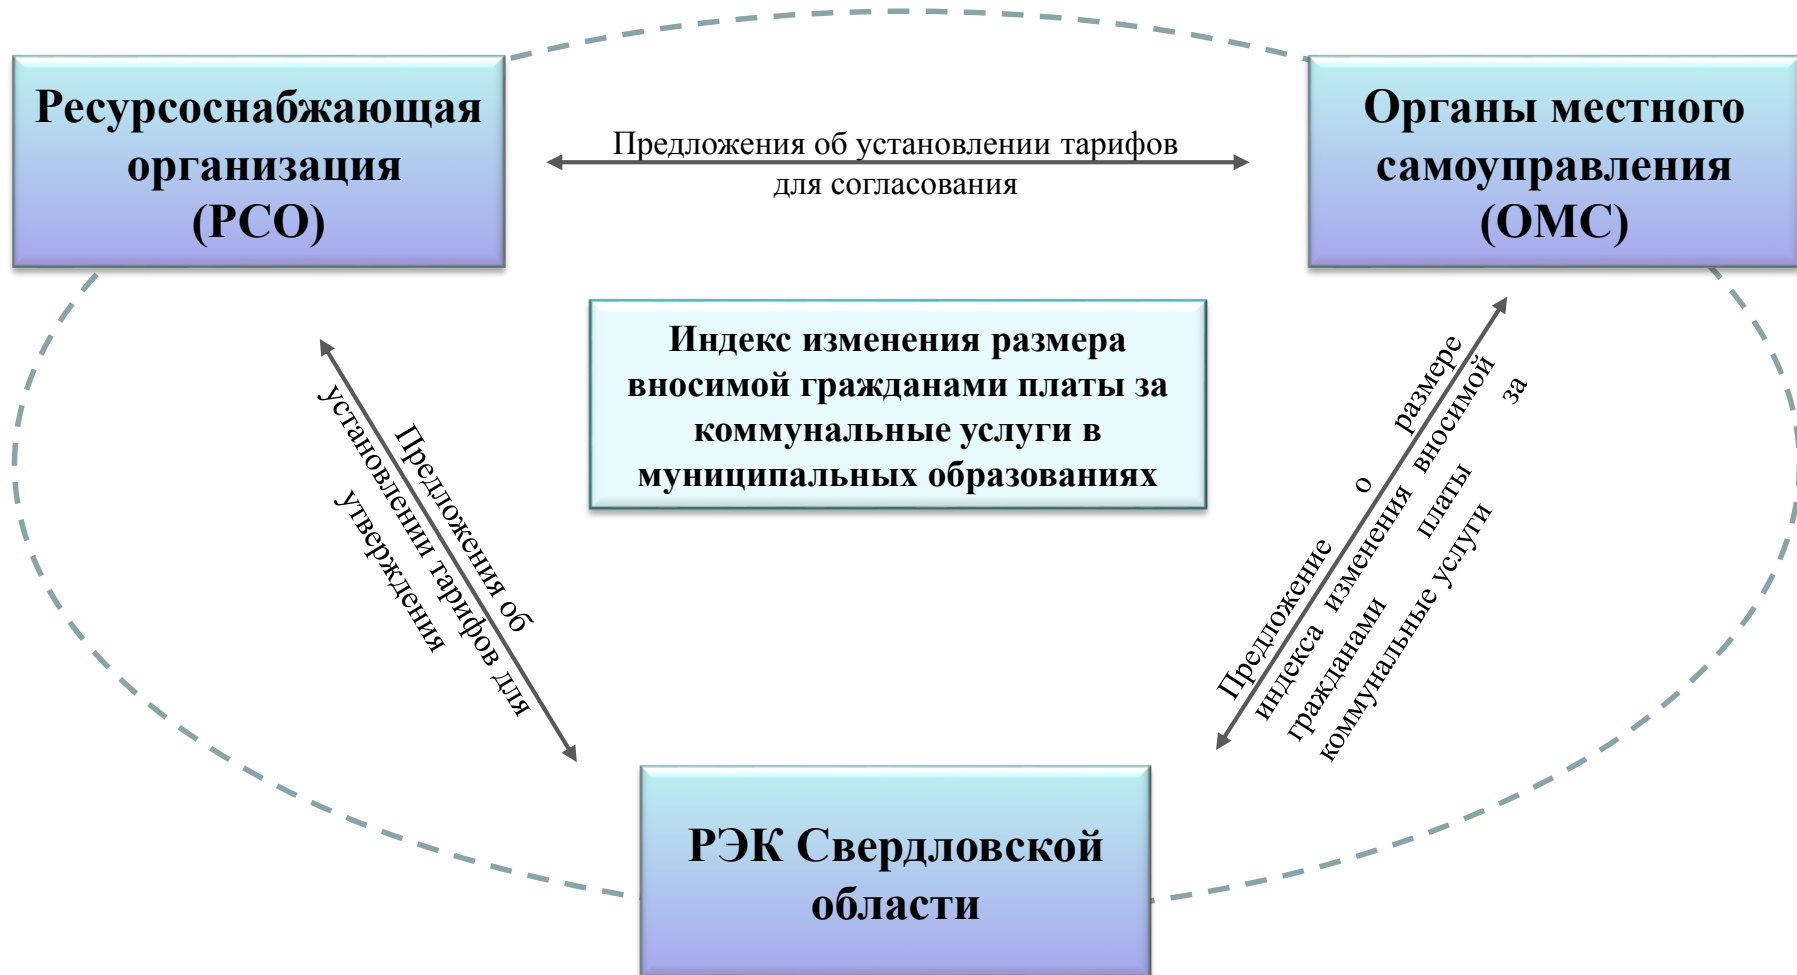 Ресурсоснабжающая
организация
(РСО)
Предложения об установлении тарифов
для согласования
Органы местного
самоуправления
(ОМС)
Индекс изменения размера
вносимой гражданами платы за
коммунальные услуги в
муниципальных образованиях
Предложения об
установлении тарифов для
утверждения
Предложение о размере
индекса изменения вносимой
гражданами платы за
коммунальные услуги
РЭК Свердловской
области